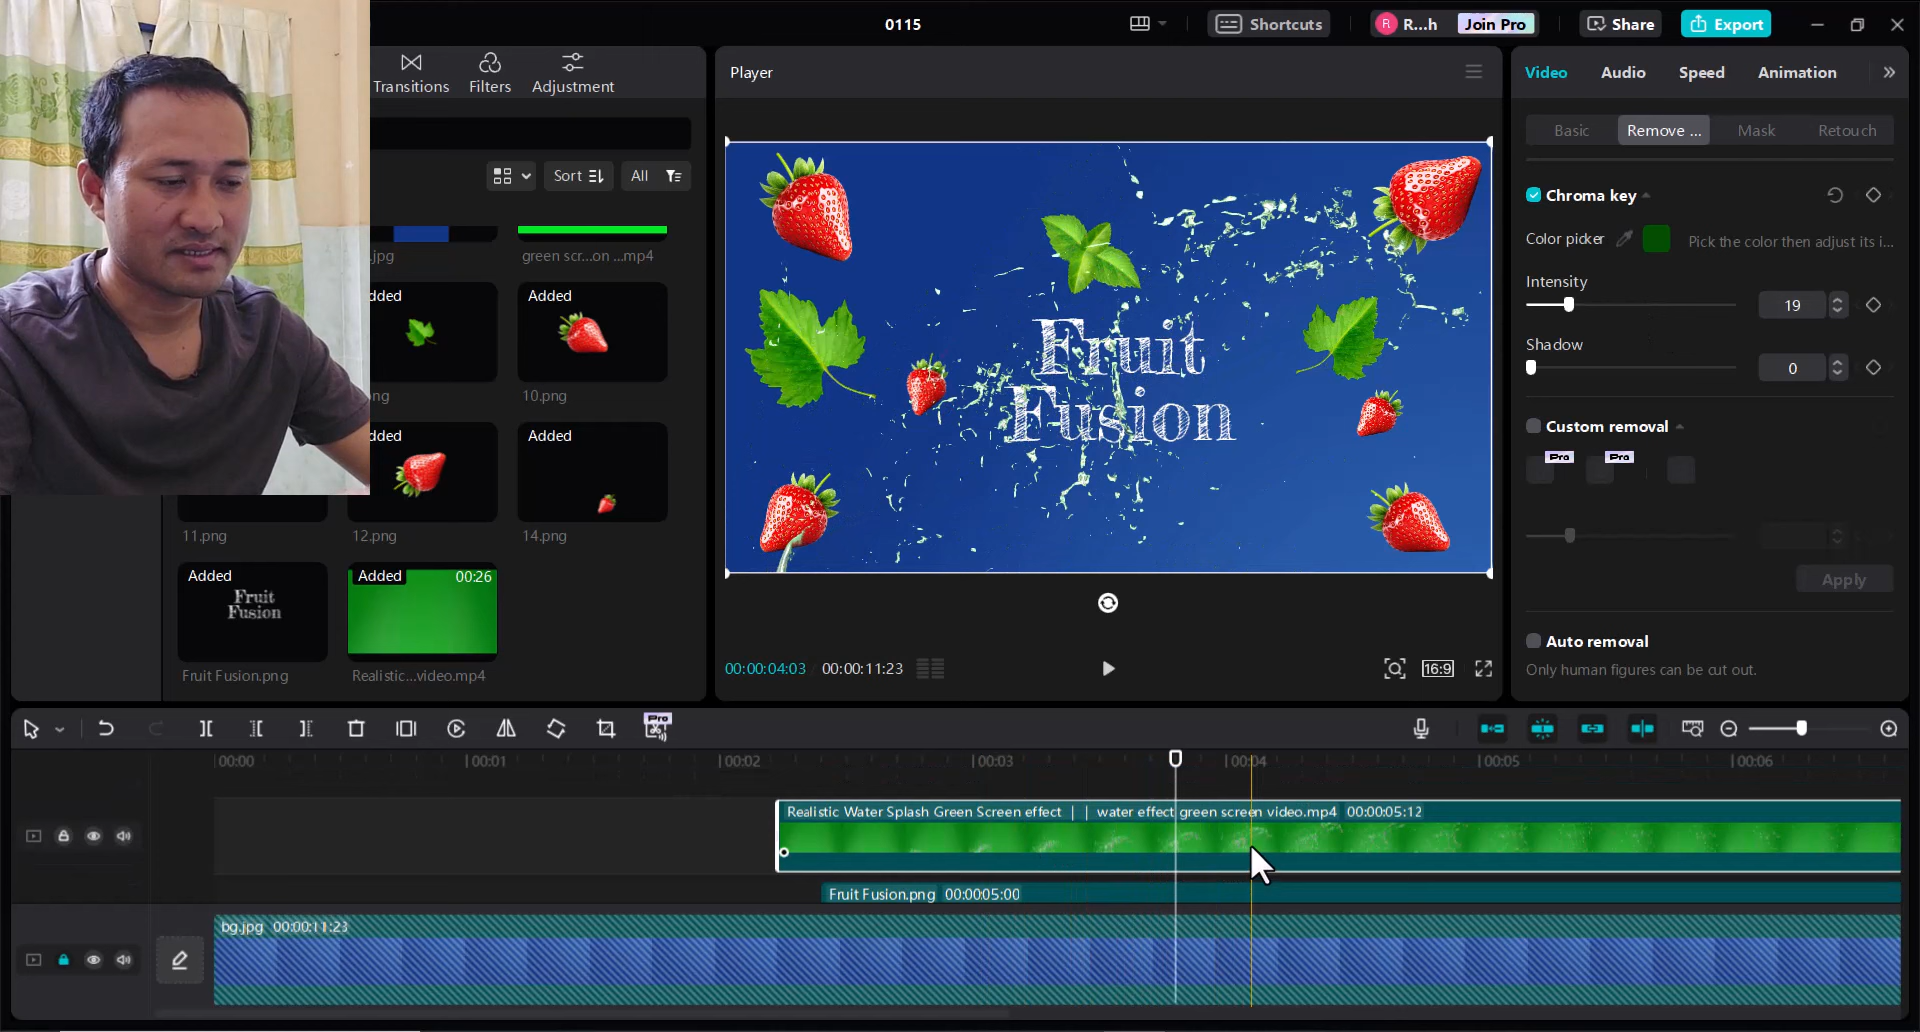 0115
Shortcuts
R
R...h
Join Pro
Share
Export
Transitions
Filters
Adjustment
Player
Video
Audio
Speed
Animation
Basic
Remove ...
Mask
Retouch
Sort
All
Chroma key
Color picker
Pick the color then adjust its i...
Intensity
19
Shadow
0
Custom removal
Pro
Pro
Apply
Auto removal
Only human figures can be cut out.
.jpg
green scr...on ...mp4
dded
Added
ng
10.png
dded
Added
11.png
12.png
14.png
Added
Fruit
Fusion
Added
00:26
Fruit Fusion.png
Realistic...video.mp4
Fruit
Fusion
00:00:04:03
00:00:11:23
16:9
Pro
00:00
00:01
00:02
00:03
00:04
00:05
00:06
Realistic Water Splash Green Screen effect | | water effect green screen video.mp4 00:00:05:12
Fruit Fusion.png 00:00:05:00
bg.jpg 00:00:11:23